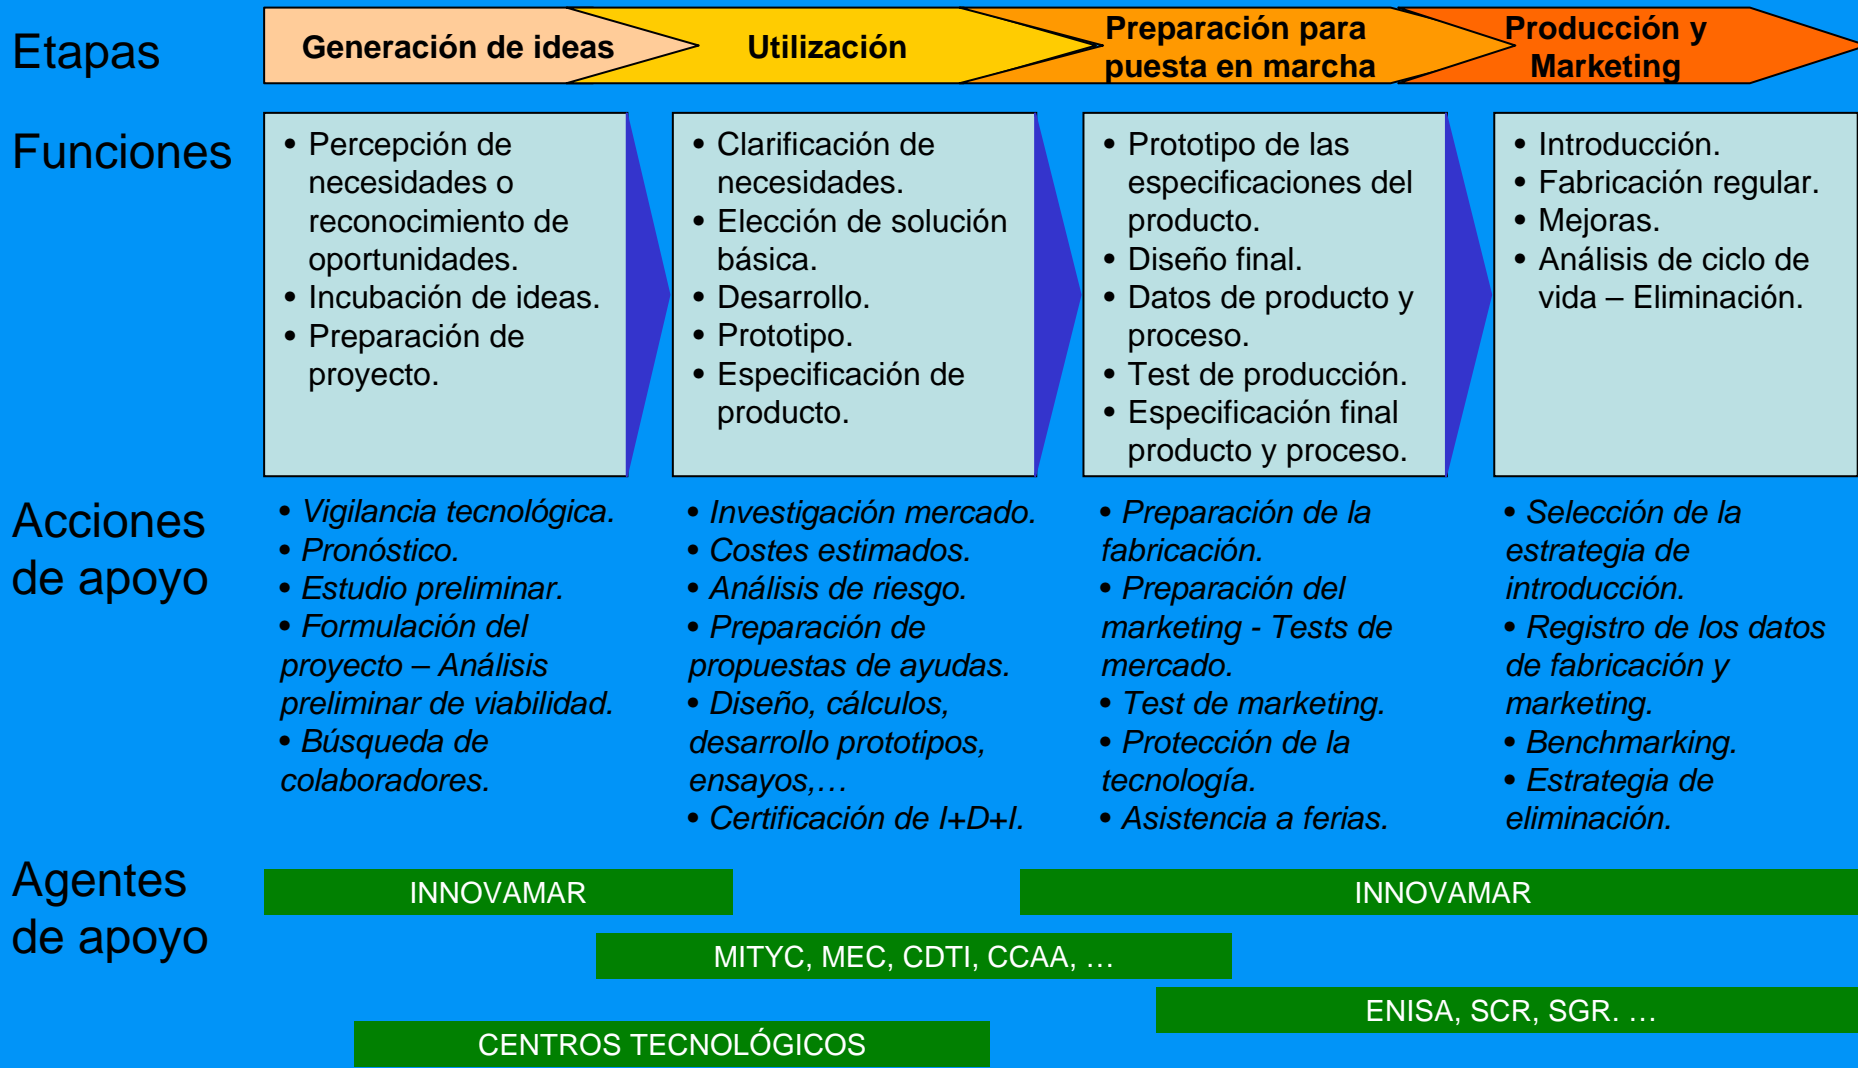 Etapas
Generación de ideas
Utilización
Preparación para
puesta en marcha
Producción y
Marketing
Funciones
• Percepción de
necesidades o
reconocimiento de
oportunidades.
• Incubación de ideas.
• Preparación de
proyecto.
• Clarificación de
necesidades.
• Elección de solución
básica.
• Desarrollo.
• Prototipo.
• Especificación de
producto.
• Prototipo de las
especificaciones del
producto.
• Diseño final.
• Datos de producto y
proceso.
• Test de producción.
• Especificación final
producto y proceso.
• Introducción.
• Fabricación regular.
• Mejoras.
• Análisis de ciclo de
vida – Eliminación.
Acciones
de apoyo
• Vigilancia tecnológica.
• Pronóstico.
• Estudio preliminar.
• Formulación del
proyecto – Análisis
preliminar de viabilidad.
• Búsqueda de
colaboradores.
• Investigación mercado.
• Costes estimados.
• Análisis de riesgo.
• Preparación de
propuestas de ayudas.
• Diseño, cálculos,
desarrollo prototipos,
ensayos,…
• Certificación de I+D+I.
• Preparación de la
fabricación.
• Preparación del
marketing - Tests de
mercado.
• Test de marketing.
• Protección de la
tecnología.
• Asistencia a ferias.
• Selección de la
estrategia de
introducción.
• Registro de los datos
de fabricación y
marketing.
• Benchmarking.
• Estrategia de
eliminación.
Agentes
de apoyo
INNOVAMAR
INNOVAMAR
MITYC, MEC, CDTI, CCAA, …
ENISA, SCR, SGR. …
CENTROS TECNOLÓGICOS